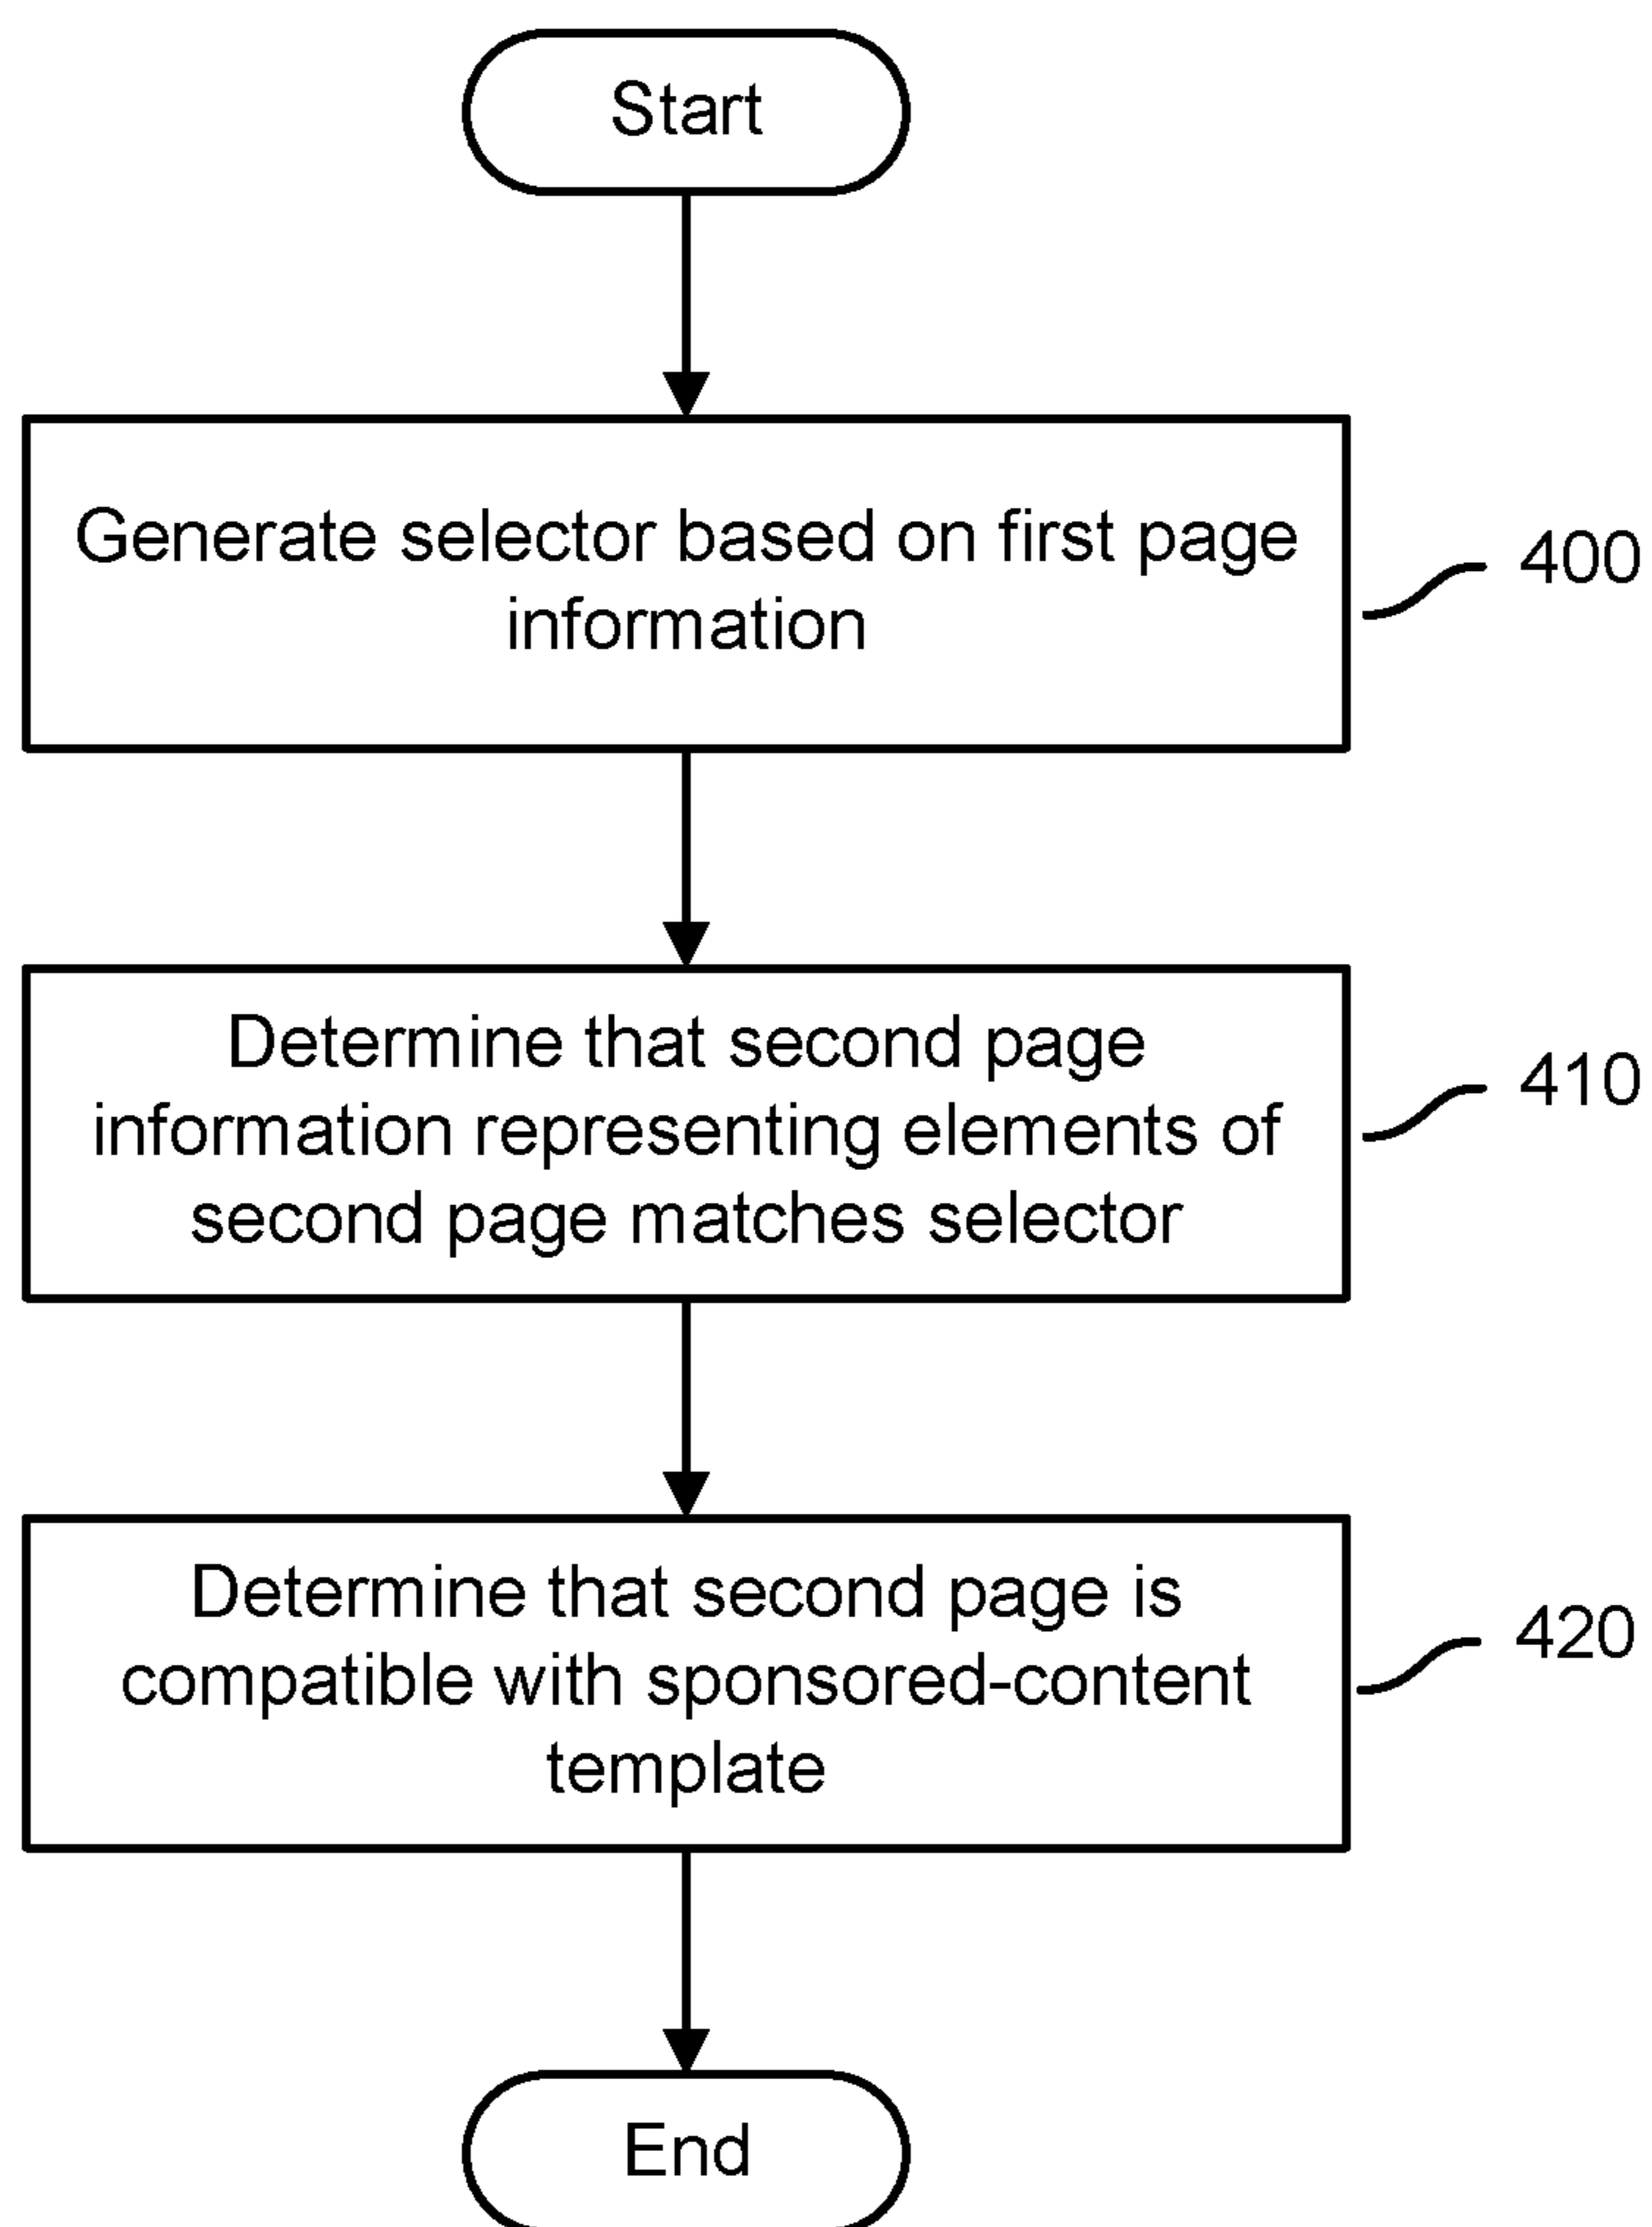 Start
Generate selector based on first page
information
400
Determine that second page
information representing elements of
second page matches selector
410
Determine that second page is
compatible with sponsored-content
template
420
End